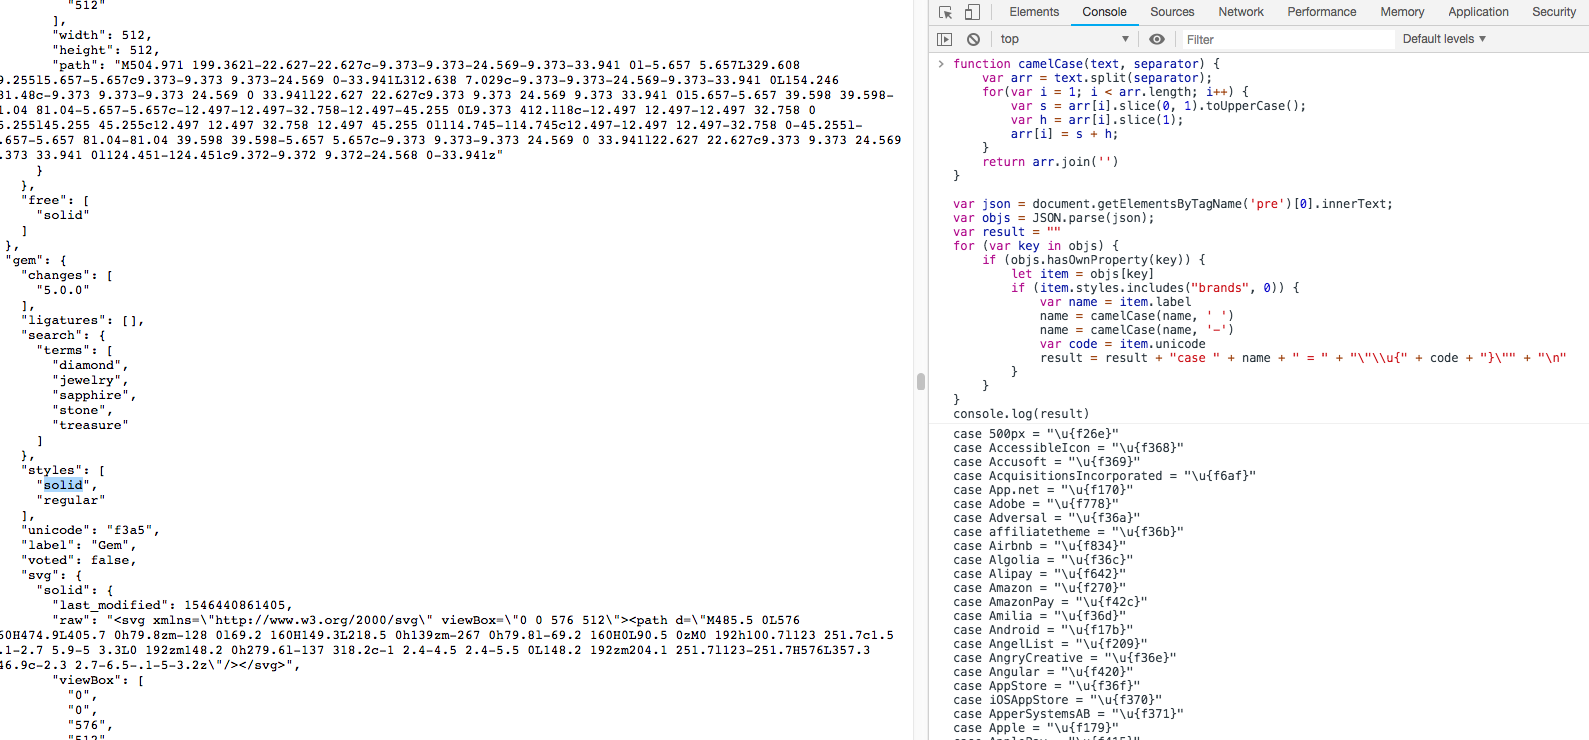 "512"
],
"width": 512,
"height": 512,
"path": "M504.971 199.362l-22.627-22.627c-9.373-9.373-24.569-9.373-33.941 0l-5.657 5.657L329.608
9.255l5.657-5.657c9.373-9.373 9.373-24.569 0-33.941L312.638 7.029c-9.373-9.373-24.569-9.373-33.941 0L154.246
31.48c-9.373 9.373 9.373 24.569 0 33.941l22.627 22.627c9.373 9.373 24.569 9.373 33.941 0l5.657-5.657 39.598 39.598-
1.04 81.04-5.657-5.657c-12.497-12.497-32.758-12.497-45.255 0L9.373 412.118c-12.497 12.497-12.497 32.758 0
5.255l45.255 45.255c12.497 12.497 32.758 12.497 45.255 0l114.745-114.745c12.497-12.497 12.497-32.758 0-45.255l-
.657-5.657 81.04-81.04 39.598 39.598-5.657 5.657c-9.373 9.373-9.373 24.569 0 33.941l22.627 22.627c9.373 9.373 24.569
.373 33.941 0l124.451-124.451c9.372-9.372 9.372-24.568 0-33.941z"
}
},
"free": [
"solid"
]
},
"gem": {
"changes": [
"5.0.0"
],
"ligatures": [],
"search": {
"terms": [
"diamond",
"jewelry",
"sapphire",
"stone",
"treasure"
]
},
"styles": [
"solid",
"regular"
],
"unicode": "f3a5",
"label": "Gem",
"voted": false,
"svg": {
"solid": {
"last_modified": 1546440861405,
"raw": "<svg xmlns=\"http://www.w3.org/2000/svg\" viewBox=\"0 0 576 512\"><path d=\"M485.5 0L576
60H474.9L405.7 0h79.8zm-128 0l69.2 160H149.3L218.5 0h139zm-267 0h79.8l-69.2 160H0L90.5 0zM0 192h100.7l123 251.7c1.5
.1-2.7 5.9-5 3.3L0 192zm148.2 0h279.6l-137 318.2c-1 2.4-4.5 2.4-5.5 0L148.2 192zm204.1 251.7l123-251.7H576L357.3
46.9c-2.3 2.7-6.5-.1-5-3.2z\"/></svg>",
"viewBox": [
"0",
"0",
"576",
"512"
Elements Console Sources Network Performance Memory Application Security
top Filter Default levels
function camelCase(text, separator) {
var arr = text.split(separator);
for(var i = 1; i < arr.length; i++) {
var s = arr[i].slice(0, 1).toUpperCase();
var h = arr[i].slice(1);
arr[i] = s + h;
}
return arr.join('')
}
var json = document.getElementsByTagName('pre')[0].innerText;
var objs = JSON.parse(json);
var result = ""
for (var key in objs) {
if (objs.hasOwnProperty(key)) {
let item = objs[key]
if (item.styles.includes("brands", 0)) {
var name = item.label
name = camelCase(name, ' ')
name = camelCase(name, '-')
var code = item.unicode
result = result + "case " + name + " = " + "\"\\u{" + code + "}\"" + "\n"
}
}
}
console.log(result)
case 500px = "\u{f26e}"
case AccessibleIcon = "\u{f368}"
case Accusoft = "\u{f369}"
case AcquisitionsIncorporated = "\u{f6af}"
case App.net = "\u{f170}"
case Adobe = "\u{f778}"
case Adversal = "\u{f36a}"
case affiliatetheme = "\u{f36b}"
case Airbnb = "\u{f834}"
case Algolia = "\u{f36c}"
case Alipay = "\u{f642}"
case Amazon = "\u{f270}"
case AmazonPay = "\u{f42c}"
case Amilia = "\u{f36d}"
case Android = "\u{f17b}"
case AngelList = "\u{f209}"
case AngryCreative = "\u{f36e}"
case Angular = "\u{f420}"
case AppStore = "\u{f36f}"
case iOSAppStore = "\u{f370}"
case ApperSystemsAB = "\u{f371}"
case Apple = "\u{f179}"
case ApplePay = "\u{f415}"